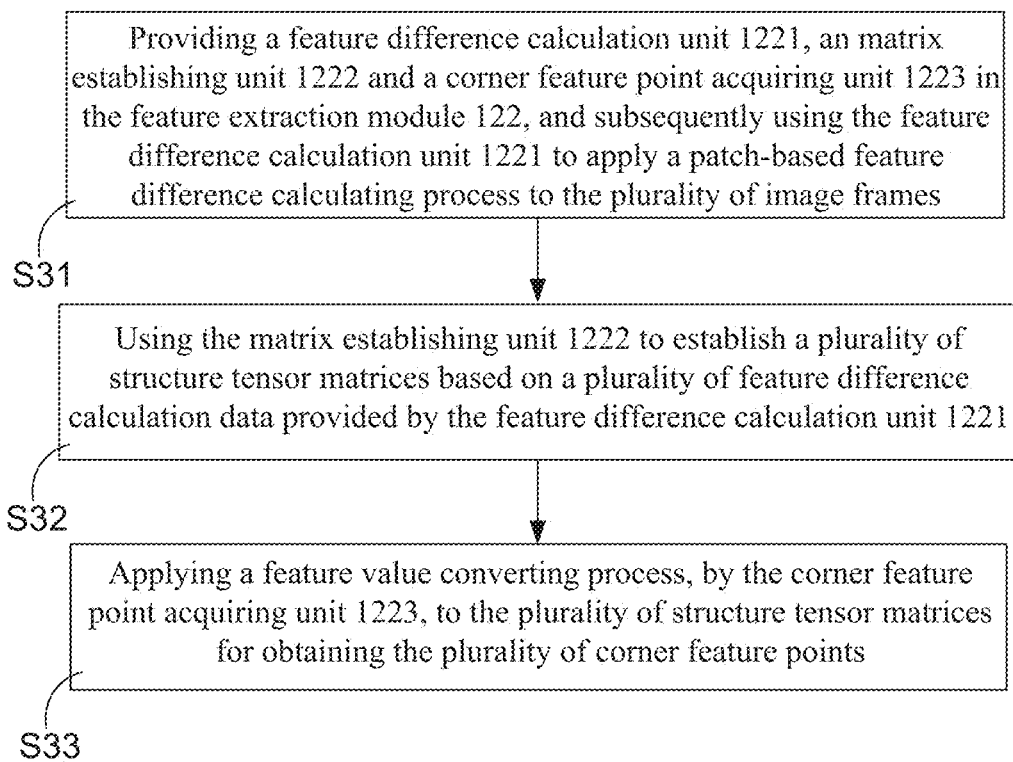 Providing a feature difference calculation unit 1221, an matrix
establishing unit 1222 and a corner feature point acquiring unit 1223 in
the feature extraction module 122, and subsequently using the feature
difference calculation unit 1221 to apply a patch-based feature
difference calculating process to the plurality of image frames
S31
Using the matrix establishing unit 1222 to establish a plurality of
structure tensor matrices based on a plurality of feature difference
calculation data provided by the feature difference calculation unit 1221
S32
Applying a feature value converting process, by the corner feature
point acquiring unit 1223, to the plurality of structure tensor matrices
for obtaining the plurality of corner feature points
S33